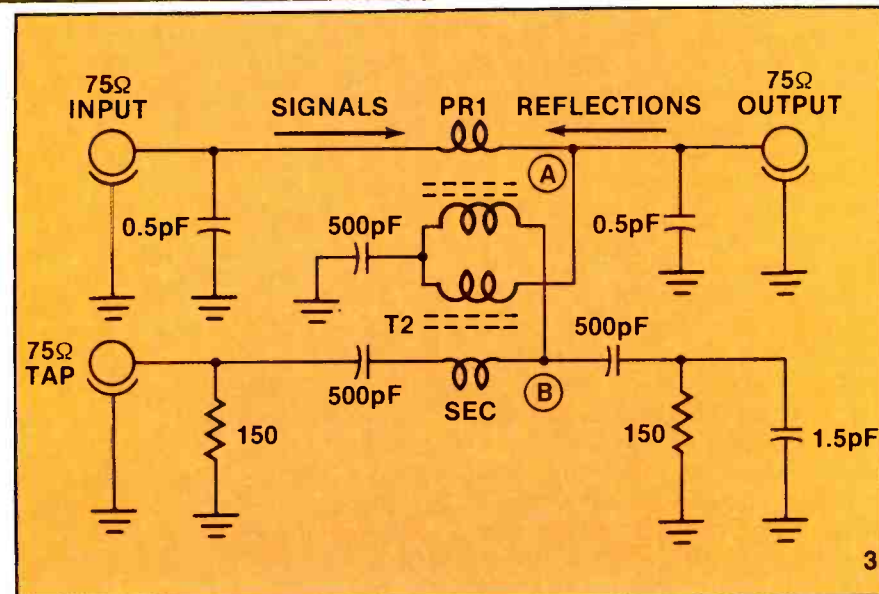 75Ω
INPUT
SIGNALS
PR1
REFLECTIONS
75Ω
OUTPUT
A
0.5pF
500pF
0.5pF
T2
500pF
75Ω
TAP
500pF
SEC
B
150
150
1.5pF
3